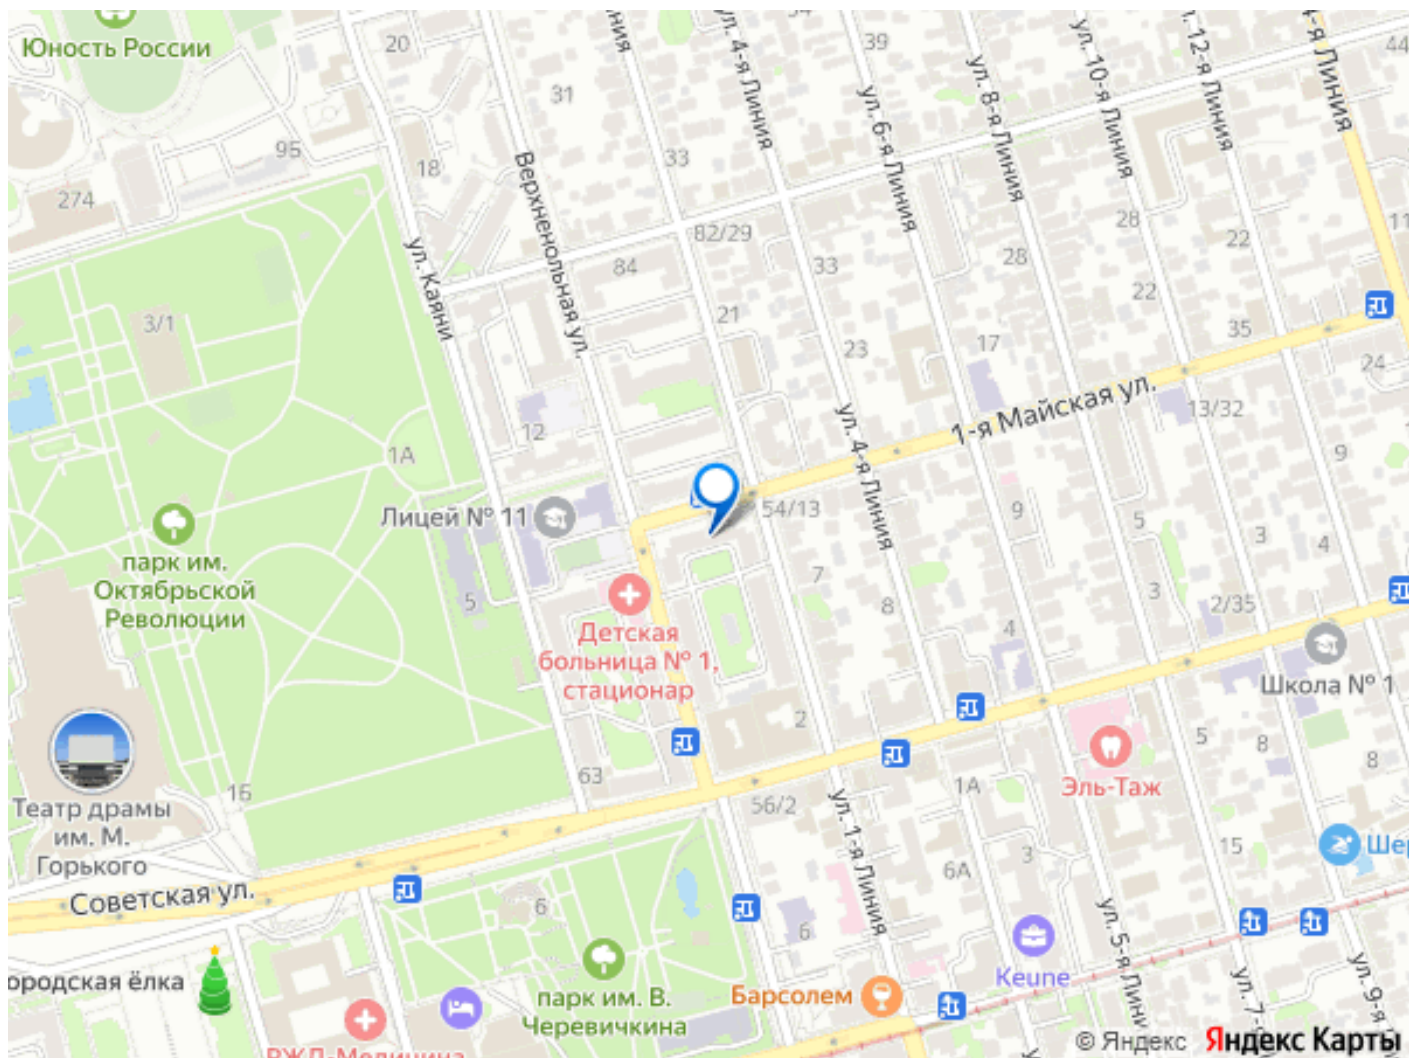 Юность России
20
ЛИНИЯ
ул. 4-я Линия
39
ул. 6-я Линия
ул. 8-я Линия
ул. 10-я Линия
ул. 12-я Линия
-я Линия
44
31
95
18
33
274
Верхненольная ул.
ул. Каяни
82/29
84
33
28
28
22
11
3/1
21
22
35
23
17
24
13/32
1-я Майская ул.
12
1А
ул. 4-я Линия
9
Лицей № 11
54/13
9
5
3
4
парк им.
Октябрьской
Революции
5
7
8
3
2/35
Детская
больница № 1,
стационар
4
Школа № 1
2
5
8
8
63
Эль-Таж
1А
16
Театр драмы
им. М.
Горького
56/2
ул. 1-я Линия
3
15
Шер
6А
Советская ул.
6
6
ул. 5-я Лини
ул. 7-
ул. 9-я
Keune
ородская ёлка
парк им. В.
Черевичкина
Барсолем
РЖД-Медицина
© Яндекс Яндекс Карты